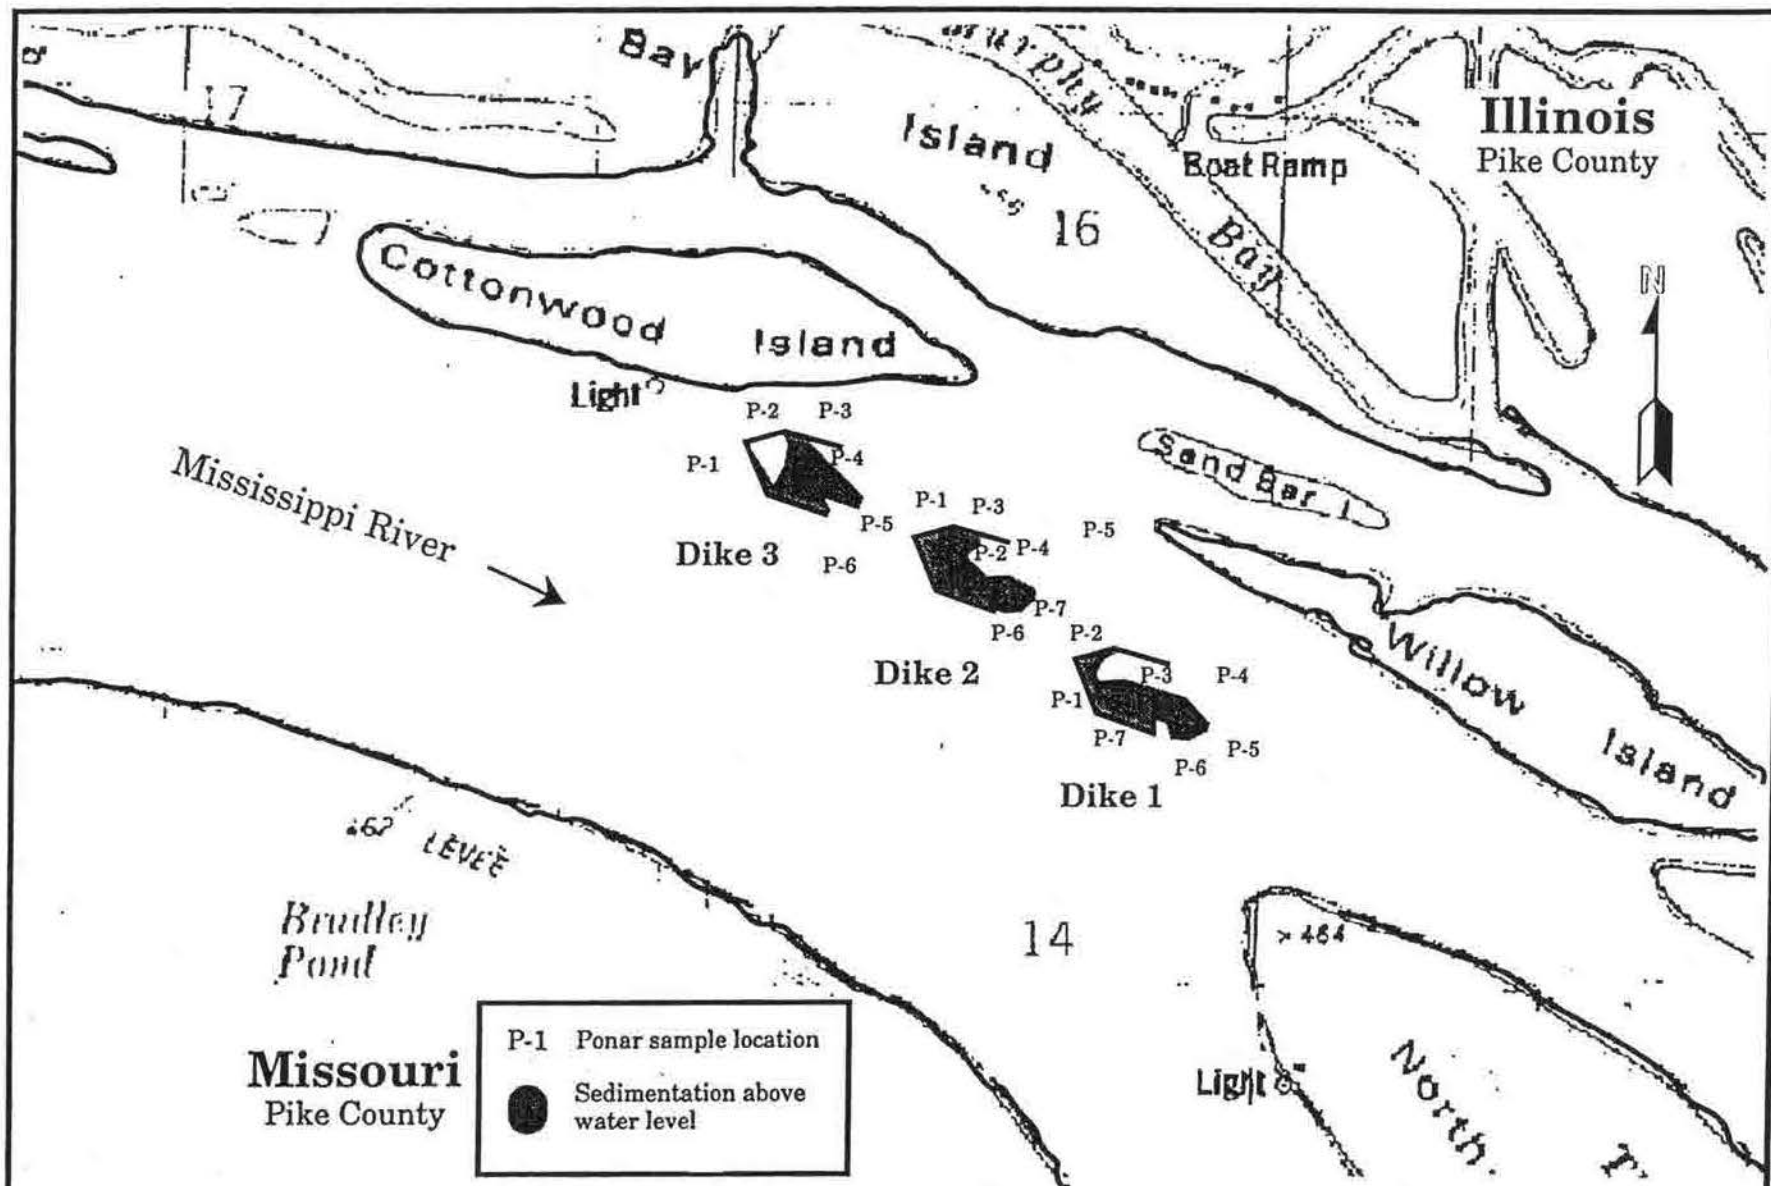 Bay
17
Murphy
Bay
Island
16
Boat Ramp
Illinois
Pike County
N
Cottonwood
Island
Light
Sand Bar
Mississippi River
P-2
P-3
P-1
P-4
P-5
P-6
Dike 3
P-1
P-3
P-2
P-4
P-5
P-7
P-6
Dike 2
P-2
P-3
P-4
P-1
P-7
P-5
P-6
Dike 1
Willow
Island
LEVEE
Bradley
Pond
14
464
Missouri
Pike County
P-1 Ponar sample location
Sedimentation above
water level
Light
North